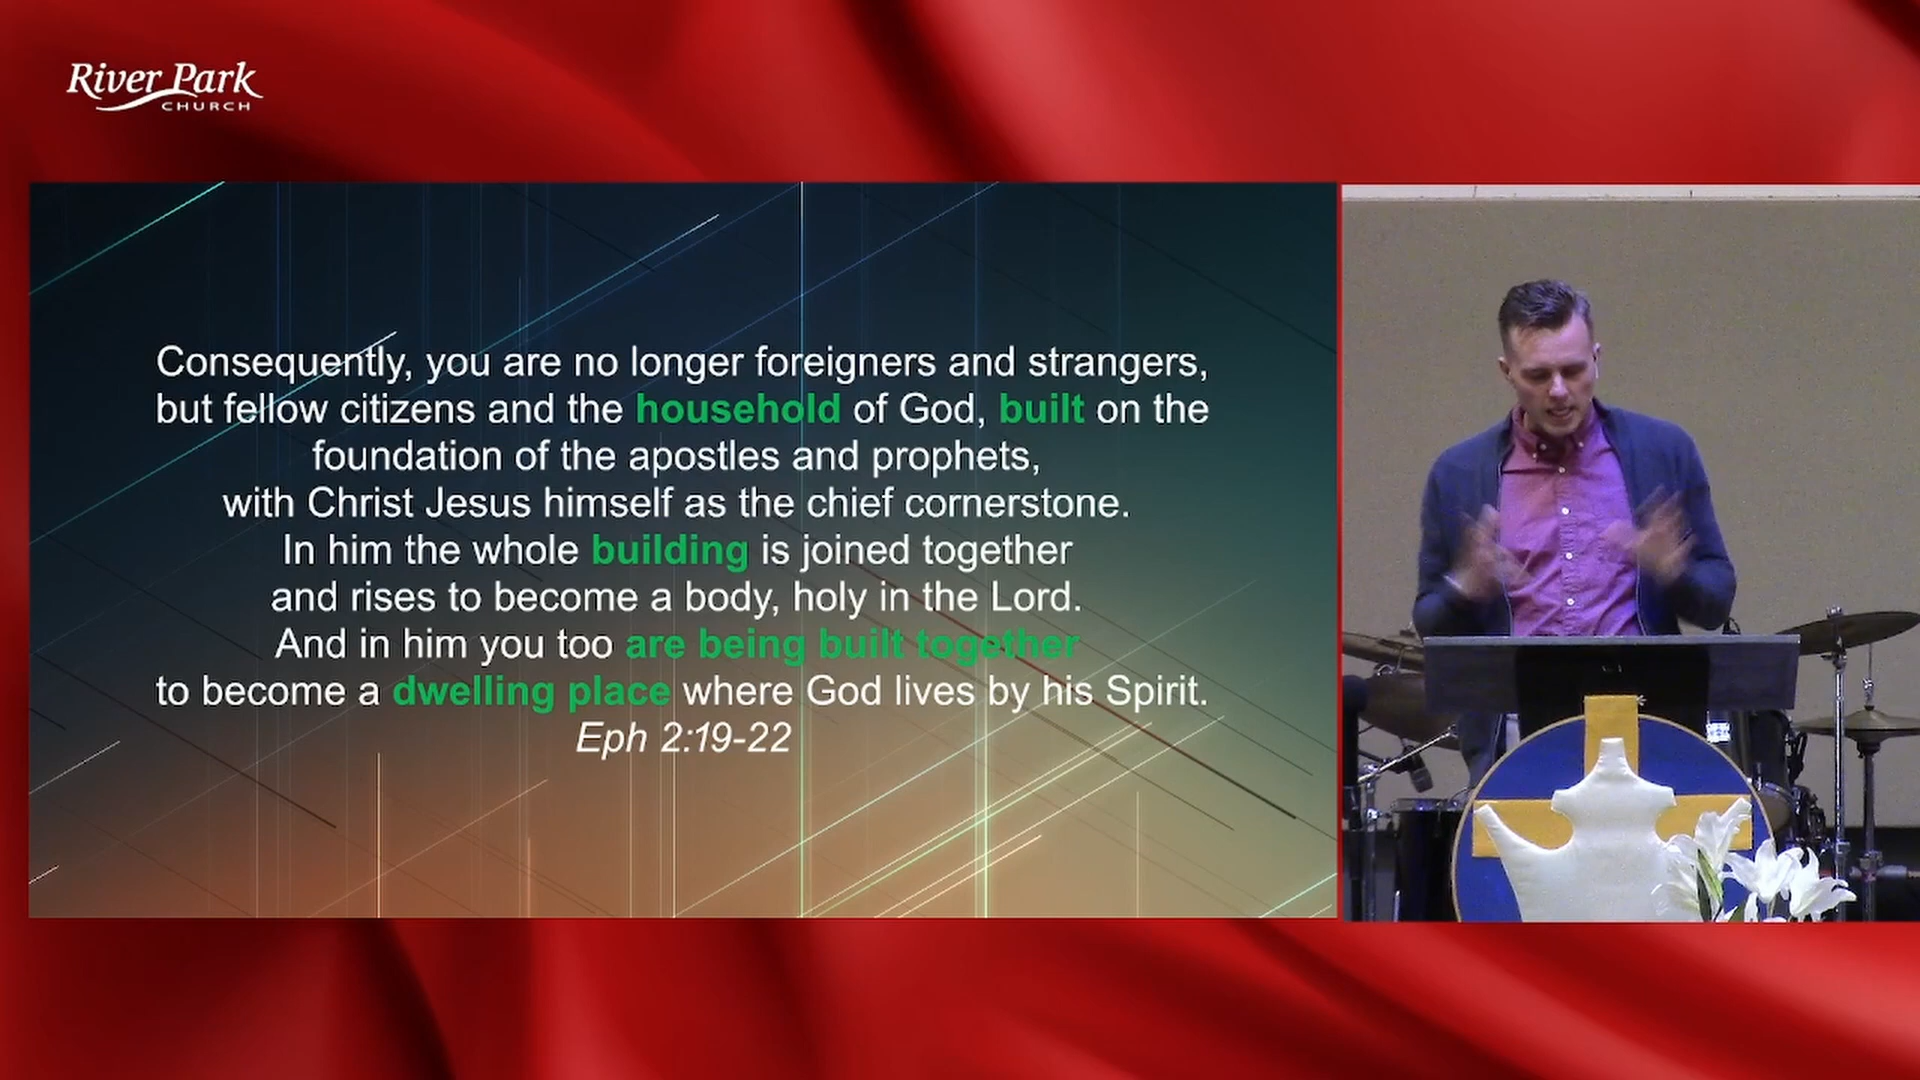 River Park
CHURCH
Consequently, you are no longer foreigners and strangers,
but fellow citizens and the household of God, built on the
foundation of the apostles and prophets,
with Christ Jesus himself as the chief cornerstone.
In him the whole building is joined together
and rises to become a body, holy in the Lord.
And in him you too are being built together
to become a dwelling place where God lives by his Spirit.
Eph 2:19-22